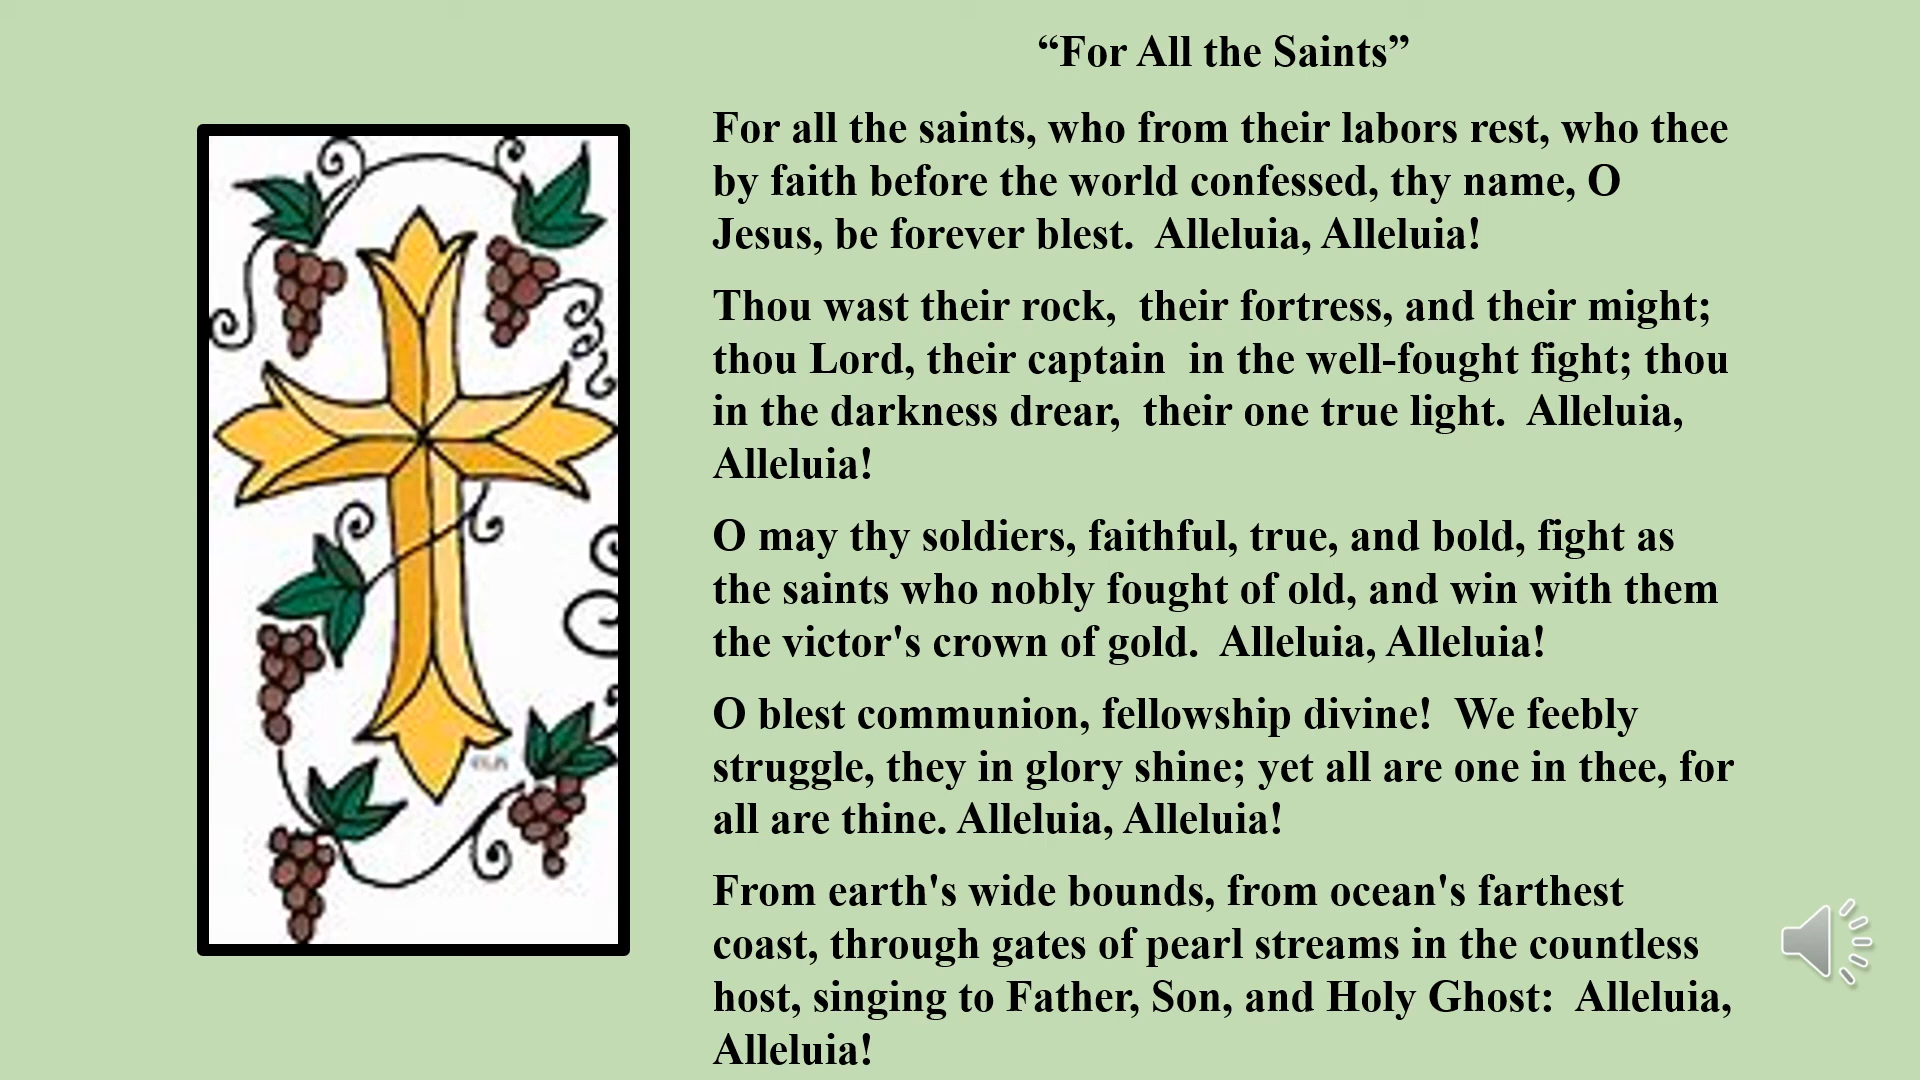 “For All the Saints”
For all the saints, who from their labors rest, who thee
by faith before the world confessed, thy name, O
Jesus, be forever blest.  Alleluia, Alleluia!
Thou wast their rock,  their fortress, and their might;
thou Lord, their captain  in the well-fought fight; thou
in the darkness drear,  their one true light.  Alleluia,
Alleluia!
O may thy soldiers, faithful, true, and bold, fight as
the saints who nobly fought of old, and win with them
the victor's crown of gold.  Alleluia, Alleluia!
O blest communion, fellowship divine!  We feebly
struggle, they in glory shine; yet all are one in thee, for
all are thine. Alleluia, Alleluia!
From earth's wide bounds, from ocean's farthest
coast, through gates of pearl streams in the countless
host, singing to Father, Son, and Holy Ghost:  Alleluia,
Alleluia!